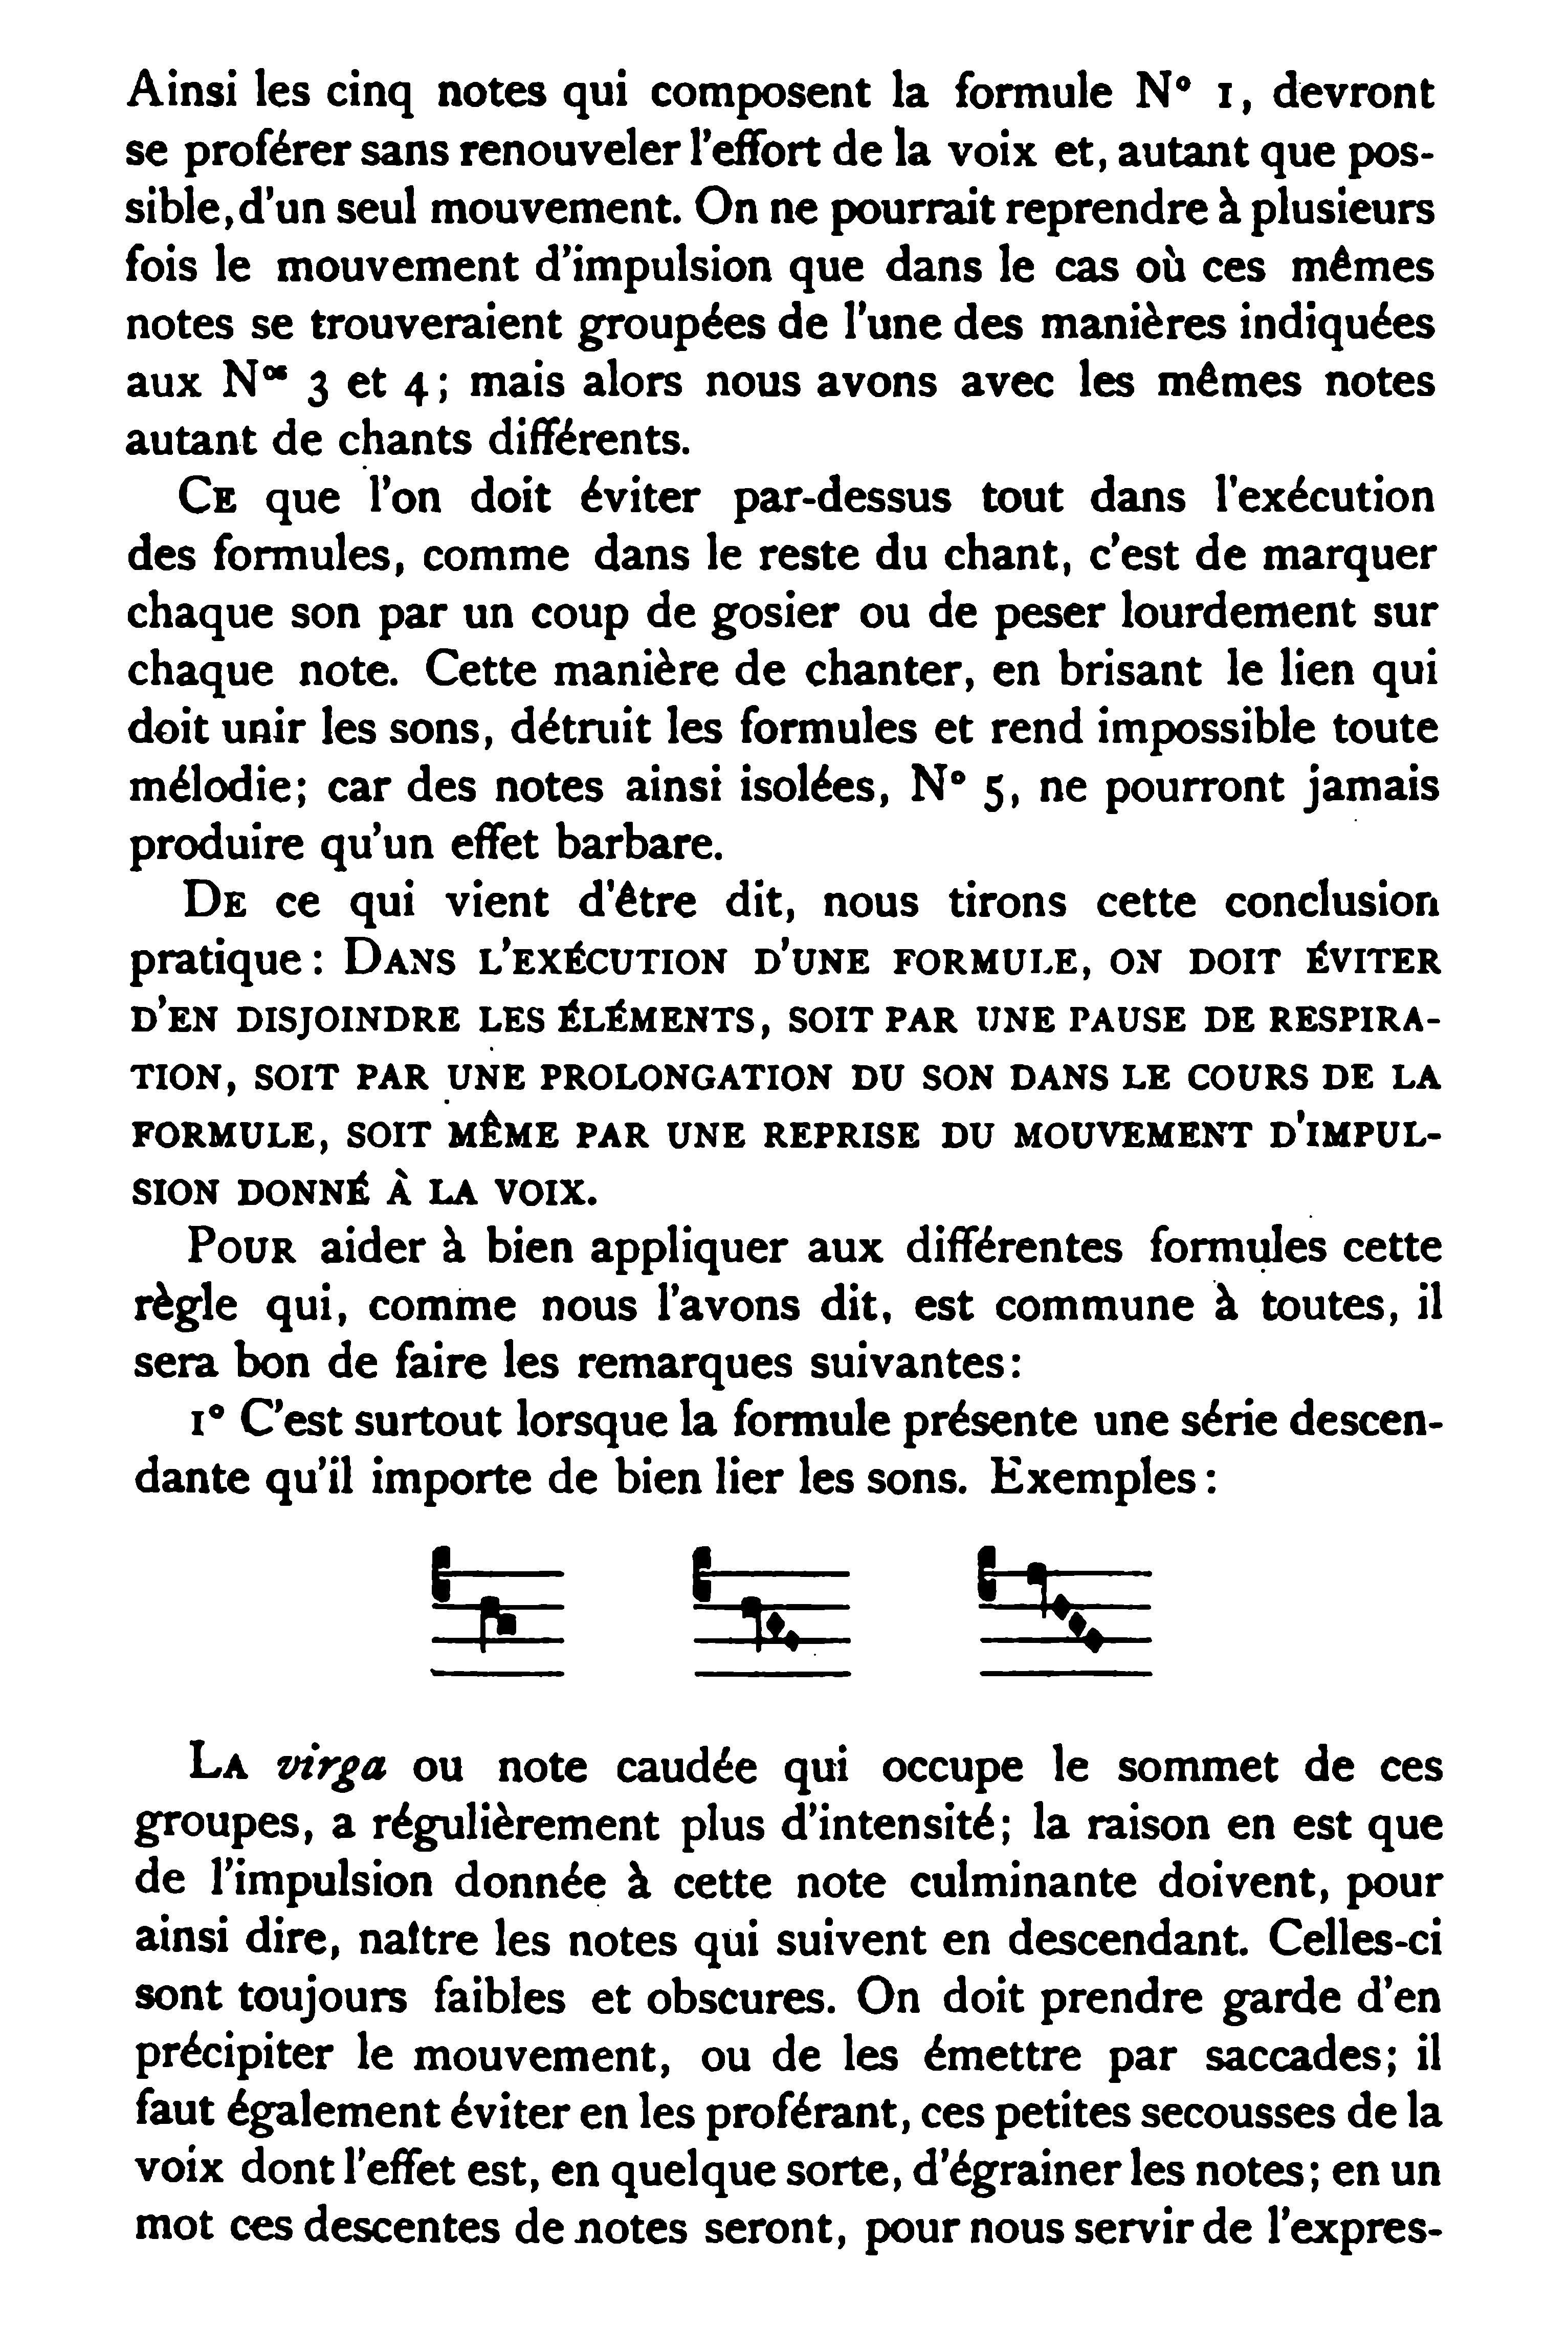 Ainsi les cinq notes qui composent la formule Nº 1, devront
se proférer sans renouveler l'effort de la voix et, autant que pos-
sible, d'un seul mouvement. On ne pourrait reprendre à plusieurs
fois le mouvement d'impulsion que dans le cas où ces mêmes
notes se trouveraient groupées de l'une des manières indiquées
aux Nos 3 et 4; mais alors nous avons avec les mêmes notes
autant de chants différents.
CE que l'on doit éviter par-dessus tout dans l'exécution
des formules, comme dans le reste du chant, c'est de marquer
chaque son par un coup de gosier ou de peser lourdement sur
chaque note. Cette manière de chanter, en brisant le lien qui
doit unir les sons, détruit les formules et rend impossible toute
mélodie; car des notes ainsi isolées, Nº 5, ne pourront jamais
produire qu'un effet barbare.
DE ce qui vient d'être dit, nous tirons cette conclusion
pratique: DANS L'EXÉCUTION D'UNE FORMULE, ON DOIT ÉVITER
D'EN DISJOINDRE LES ÉLÉMENTS, SOIT PAR UNE PAUSE DE RESPIRA-
TION, SOIT PAR UNE PROLONGATION DU SON DANS LE COURS DE LA
FORMULE, SOIT MÊME PAR UNE REPRISE DU MOUVEMENT D'IMPUL-
SION DONNÉ À LA VOIX.
POUR aider à bien appliquer aux différentes formules cette
règle qui, comme nous l'avons dit, est commune à toutes, il
sera bon de faire les remarques suivantes:
1º C'est surtout lorsque la formule présente une série descen-
dante qu'il importe de bien lier les sons. Exemples:
LA virga ou note caudée qui occupe le sommet de ces
groupes, a régulièrement plus d'intensité; la raison en est que
de l'impulsion donnée à cette note culminante doivent, pour
ainsi dire, naître les notes qui suivent en descendant. Celles-ci
sont toujours faibles et obscures. On doit prendre garde d'en
précipiter le mouvement, ou de les émettre par saccades; il
faut également éviter en les proférant, ces petites secousses de la
voix dont l'effet est, en quelque sorte, d'égrainer les notes; en un
mot ces descentes de notes seront, pour nous servir de l'expres-